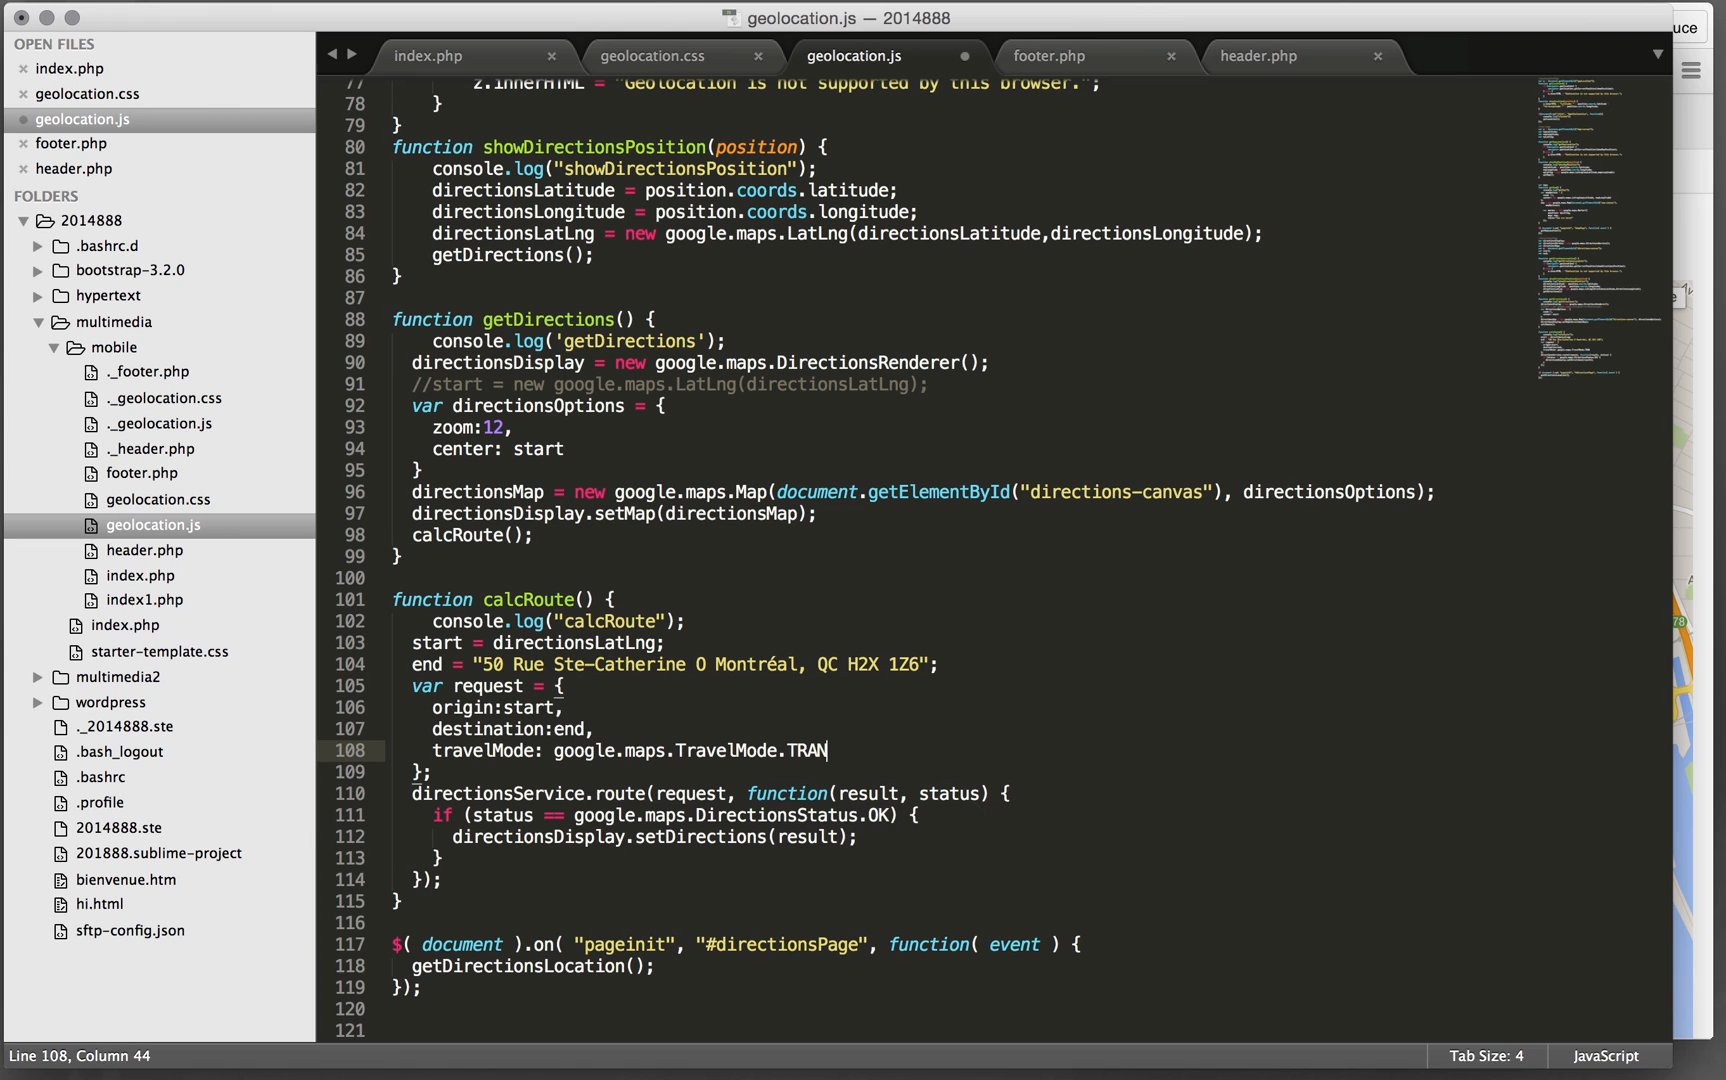 geolocation.js — 2014888
uce
OPEN FILES
index.php
geolocation.css
geolocation.js
footer.php
header.php
FOLDERS
2014888
.bashrc.d
bootstrap-3.2.0
hypertext
multimedia
mobile
._footer.php
._geolocation.css
._geolocation.js
._header.php
footer.php
geolocation.css
geolocation.js
header.php
index.php
index1.php
index.php
starter-template.css
multimedia2
wordpress
._2014888.ste
.bash_logout
.bashrc
.profile
2014888.ste
201888.sublime-project
bienvenue.htm
hi.html
sftp-config.json
index.php geolocation.css geolocation.js footer.php header.php
77 z.innerHTML = "Geolocation is not supported by this browser.";
78 }
79 }
80 function showDirectionsPosition(position) {
81 console.log("showDirectionsPosition");
82 directionsLatitude = position.coords.latitude;
83 directionsLongitude = position.coords.longitude;
84 directionsLatLng = new google.maps.LatLng(directionsLatitude,directionsLongitude);
85 getDirections();
86 }
87
88 function getDirections() {
89 console.log('getDirections');
90 directionsDisplay = new google.maps.DirectionsRenderer();
91 //start = new google.maps.LatLng(directionsLatLng);
92 var directionsOptions = {
93 zoom:12,
94 center: start
95 }
96 directionsMap = new google.maps.Map(document.getElementById("directions-canvas"), directionsOptions);
97 directionsDisplay.setMap(directionsMap);
98 calcRoute();
99 }
100
101 function calcRoute() {
102 console.log("calcRoute");
103 start = directionsLatLng;
104 end = "50 Rue Ste-Catherine O Montréal, QC H2X 1Z6";
105 var request = {
106 origin:start,
107 destination:end,
108 travelMode: google.maps.TravelMode.TRAN
109 };
110 directionsService.route(request, function(result, status) {
111 if (status == google.maps.DirectionsStatus.OK) {
112 directionsDisplay.setDirections(result);
113 }
114 });
115 }
116
117 $( document ).on( "pageinit", "#directionsPage", function( event ) {
118 getDirectionsLocation();
119 });
120
121
78
Line 108, Column 44
Tab Size: 4
JavaScript